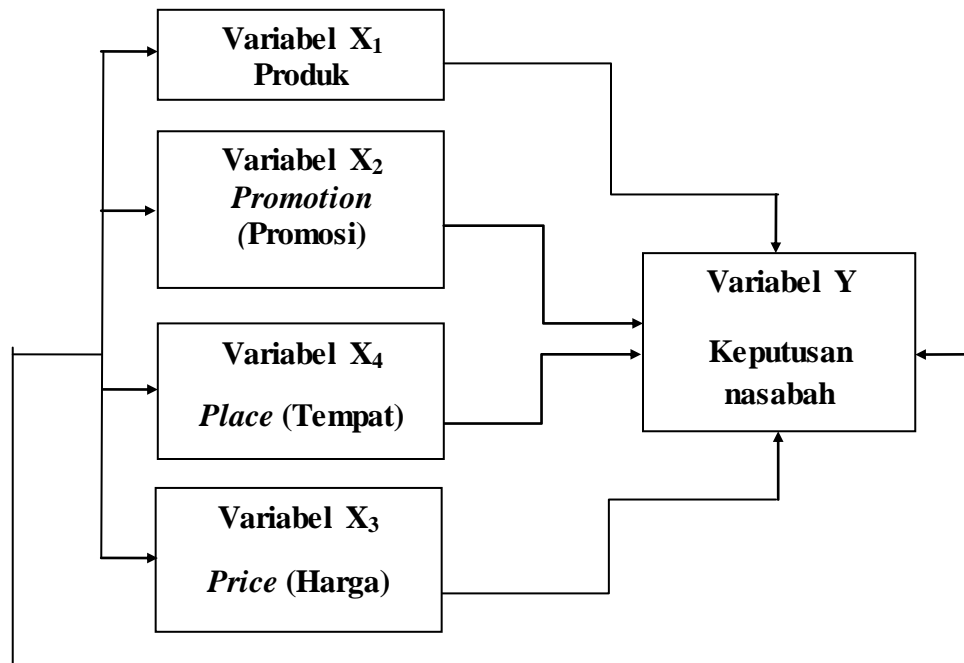 Variabel X₁
Produk
Variabel X₂
Promotion
(Promosi)
Variabel X₄
Place (Tempat)
Variabel X₃
Price (Harga)
Variabel Y
Keputusan
nasabah